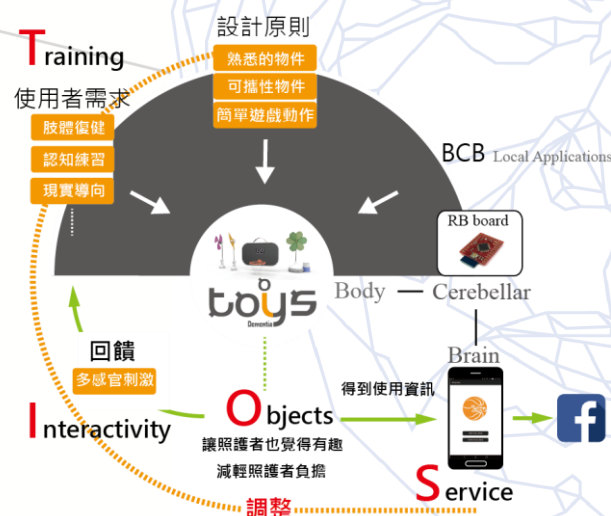 設計原則
熟悉的物件
可攜性物件
簡單遊戲動作
Training
使用者需求
肢體復健
認知練習
現實導向
BCB Local Applications
RB board
toys
Dementia
Body — Cerebellar
Brain
回饋
多感官刺激
Interactivity
Objects
讓照護者也覺得有趣
減輕照護者負擔
得到使用資訊
f
Service
調整